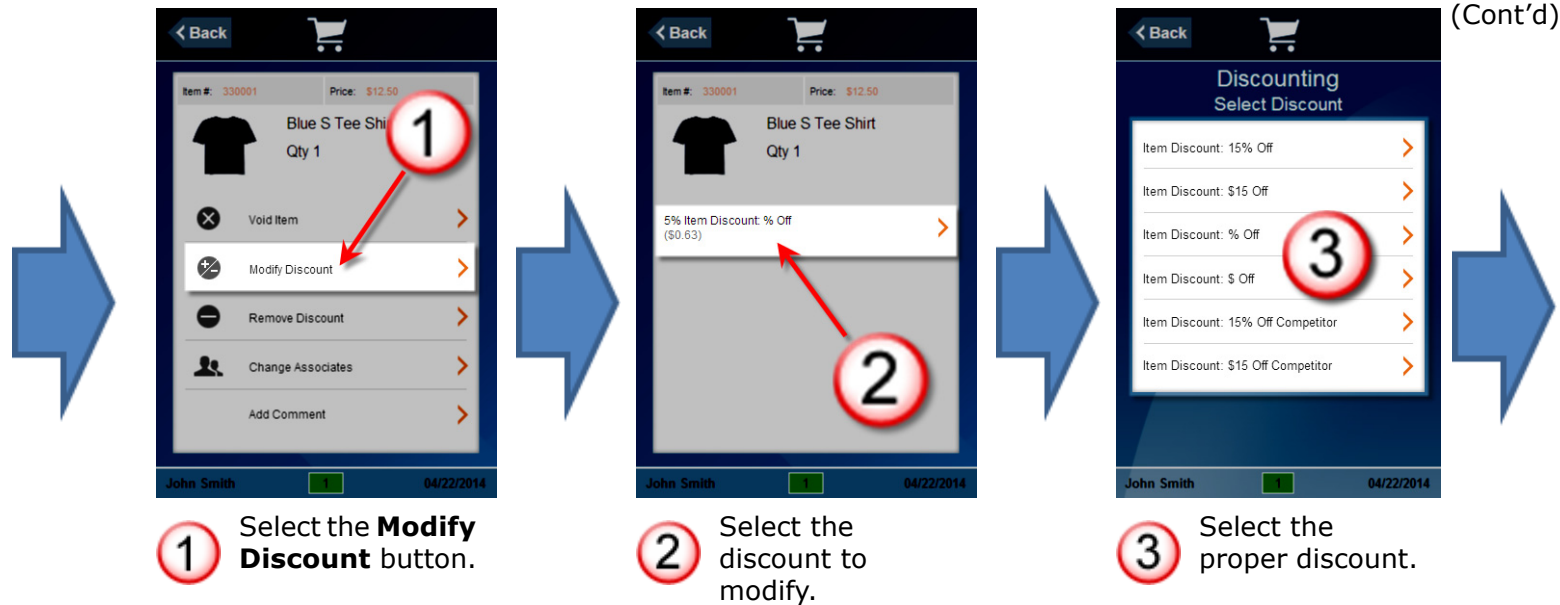 (Cont’d)
Back
Item #: 330001 Price: $12.50
Blue S Tee Shi
Qty 1
1
Void Item
Modify Discount
Remove Discount
Change Associates
Add Comment
John Smith 1 04/22/2014
1 Select the Modify
Discount button.
Back
Item #: 330001 Price: $12.50
Blue S Tee Shirt
Qty 1
5% Item Discount: % Off
($0.63)
2
John Smith 1 04/22/2014
2 Select the
discount to
modify.
Back
Discounting
Select Discount
Item Discount: 15% Off
Item Discount: $15 Off
Item Discount: % Off
3
Item Discount: $ Off
Item Discount: 15% Off Competitor
Item Discount: $15 Off Competitor
John Smith 1 04/22/2014
3 Select the
proper discount.